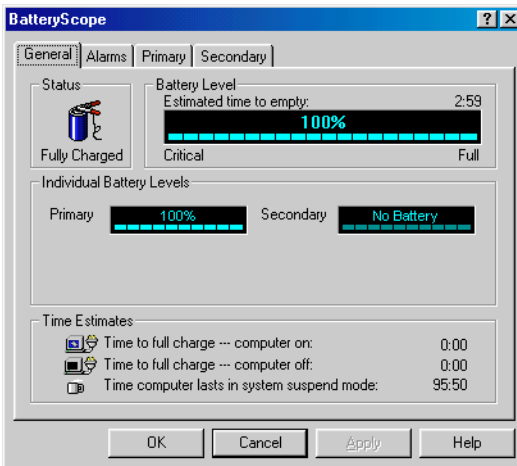 BatteryScope
General Alarms Primary Secondary
Status
Battery Level
Estimated time to empty: 2:59
100%
Fully Charged
Critical Full
Individual Battery Levels
Primary 100% Secondary No Battery
Time Estimates
Time to full charge --- computer on: 0:00
Time to full charge --- computer off: 0:00
Time computer lasts in system suspend mode: 95:50
OK Cancel Apply Help